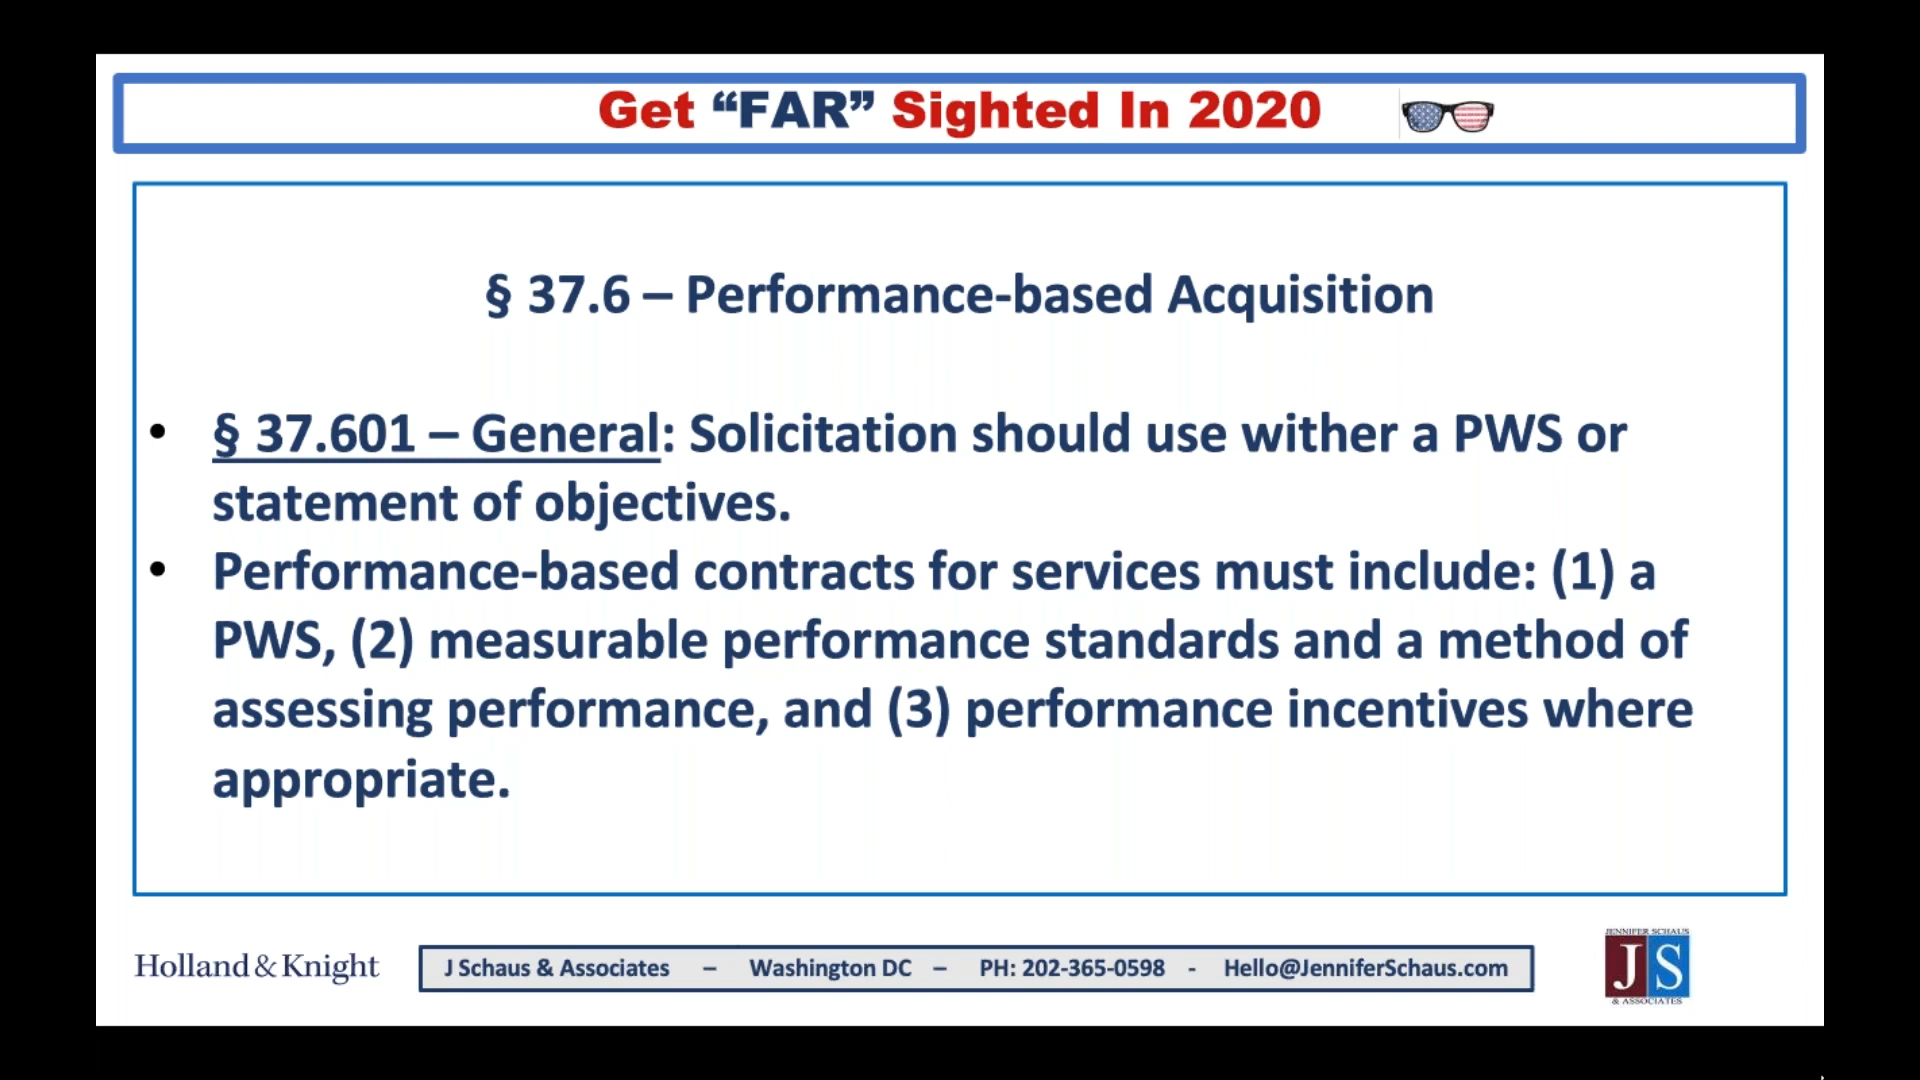 Get “FAR” Sighted In 2020
§ 37.6 – Performance-based Acquisition
• § 37.601 – General: Solicitation should use wither a PWS or
statement of objectives.
• Performance-based contracts for services must include: (1) a
PWS, (2) measurable performance standards and a method of
assessing performance, and (3) performance incentives where
appropriate.
Holland & Knight
J Schaus & Associates – Washington DC – PH: 202-365-0598 - Hello@JenniferSchaus.com
JENNIFER SCHAUS
JS
& ASSOCIATES